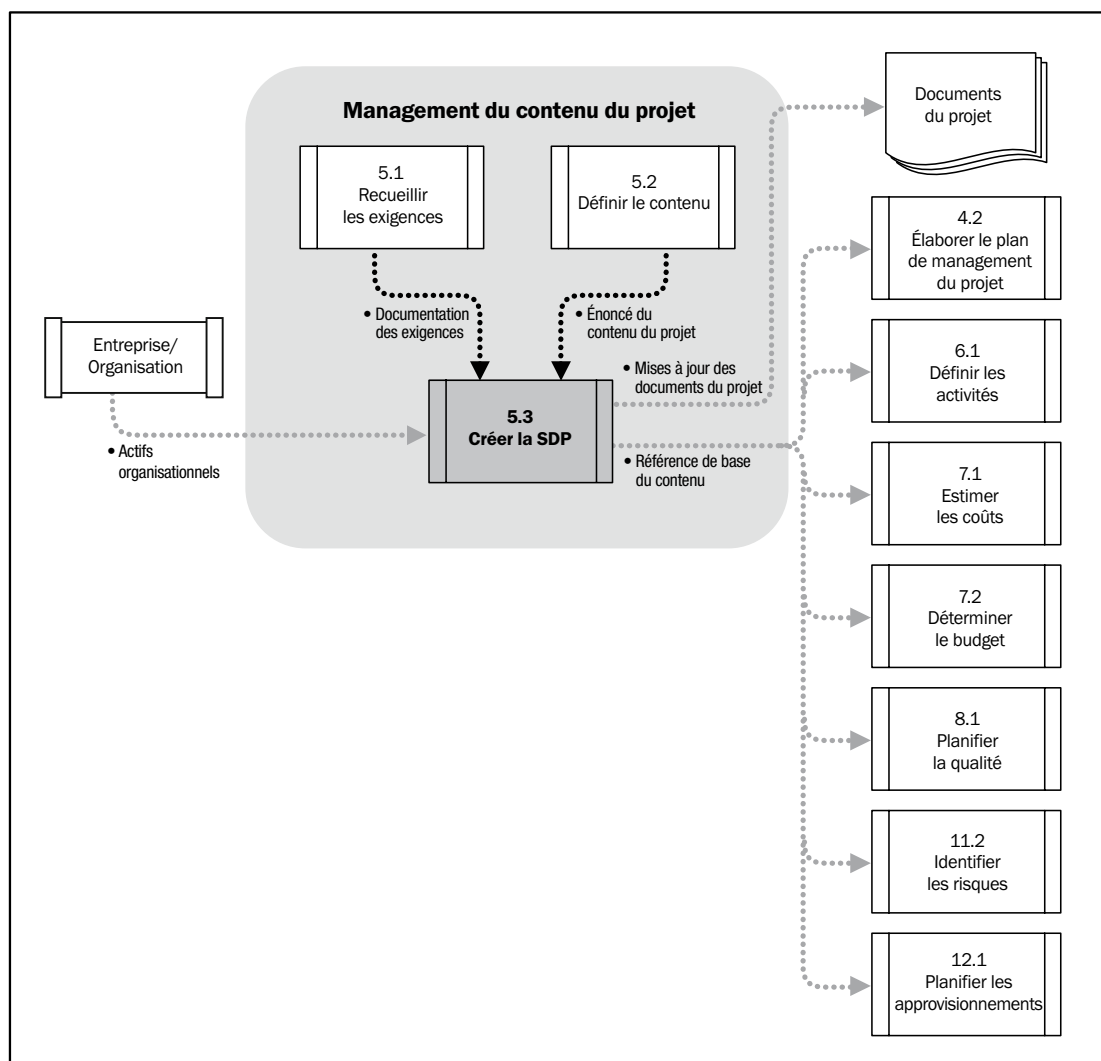 Management du contenu du projet
5.1
Recueillir
les exigences
5.2
Définir le contenu
• Documentation
des exigences
• Énoncé du
contenu du projet
Entreprise/
Organisation
• Actifs
organisationnels
5.3
Créer la SDP
• Mises à jour des
documents du projet
• Référence de base
du contenu
Documents
du projet
4.2
Élaborer le plan
de management
du projet
6.1
Définir les
activités
7.1
Estimer
les coûts
7.2
Déterminer
le budget
8.1
Planifier
la qualité
11.2
Identifier
les risques
12.1
Planifier les
approvisionnements